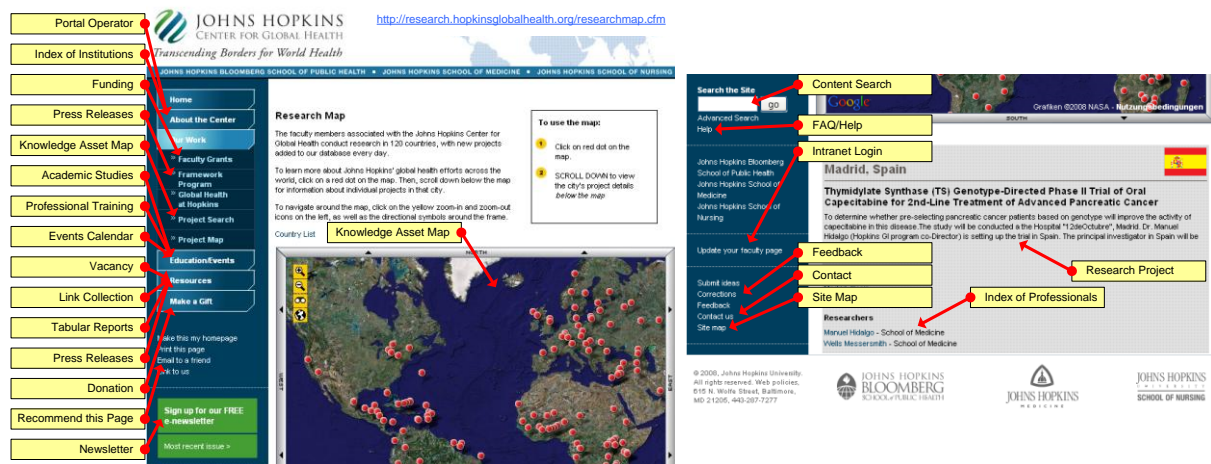 Portal Operator
Index of Institutions
Funding
Press Releases
Knowledge Asset Map
Academic Studies
Professional Training
Events Calendar
Vacancy
Link Collection
Tabular Reports
Press Releases
Donation
Recommend this Page
Newsletter
JOHNS HOPKINS
CENTER FOR GLOBAL HEALTH
Transcending Borders for World Health
http://research.hopkinsglobalhealth.org/researchmap.cfm
JOHNS HOPKINS BLOOMBERG SCHOOL OF PUBLIC HEALTH • JOHNS HOPKINS SCHOOL OF MEDICINE • JOHNS HOPKINS SCHOOL OF NURSING
Home
About the Center
Our Work
» Faculty Grants
» Framework
Program
» Global Health
at Hopkins
» Project Search
» Project Map
Education/Events
Resources
Make a Gift
Make this my homepage
Print this page
Email to a friend
Link to us
Sign up for our FREE
e-newsletter
Most recent issue >
Research Map
The faculty members associated with the Johns Hopkins Center for
Global Health conduct research in 120 countries, with new projects
added to our database every day.
To learn more about Johns Hopkins' global health efforts across the
world, click on a red dot on the map. Then, scroll down below the map
for information about individual projects in that city.
To navigate around the map, click on the yellow zoom-in and zoom-out
icons on the left, as well as the directional symbols around the frame.
Country List
To use the map:
1 Click on red dot on the
map.
2 SCROLL DOWN to view
the city's project details
below the map
Knowledge Asset Map
NORTH
WEST
EAST
Search the Site
go
Advanced Search
Help
Johns Hopkins Bloomberg
School of Public Health
Johns Hopkins School of
Medicine
Johns Hopkins School of
Nursing
Update your faculty page
Submit ideas
Corrections
Feedback
Contact us
Site map
Content Search
FAQ/Help
Intranet Login
Feedback
Contact
Site Map
Google
Grafiken ©2008 NASA - Nutzungsbedingungen
SOUTH
Madrid, Spain
Thymidylate Synthase (TS) Genotype-Directed Phase II Trial of Oral
Capecitabine for 2nd-Line Treatment of Advanced Pancreatic Cancer
To determine whether pre-selecting pancreatic cancer patients based on genotype will improve the activity of
capecitabine in this disease.The study will be conducted a the Hospital "12deOctubre", Madrid. Dr. Manuel
Hidalgo (Hopkins GI program co-Director) is setting up the trial in Spain. The principal investigator in Spain will be
Research Project
Index of Professionals
Researchers
Manuel Hidalgo - School of Medicine
Wells Messersmith - School of Medicine
© 2008, Johns Hopkins University.
All rights reserved. Web policies,
615 N. Wolfe Street, Baltimore,
MD 21205, 443-287-7277
JOHNS HOPKINS
BLOOMBERG
SCHOOL of PUBLIC HEALTH
JOHNS HOPKINS
MEDICINE
JOHNS HOPKINS
UNIVERSITY
SCHOOL OF NURSING